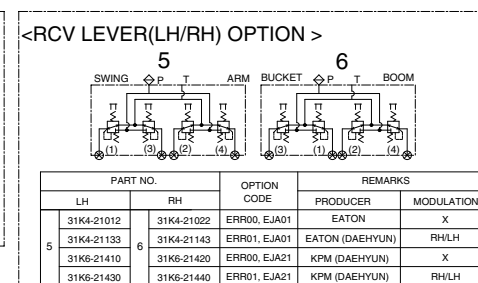 <RCV LEVER(LH/RH) OPTION >
5 6
SWING P T ARM BUCKET P T BOOM
(1) (3) (2) (4) (3) (1) (2) (4)
PART NO. OPTION CODE REMARKS
LH RH PRODUCER MODULATION
5 31K4-21012 6 31K4-21022 ERR00, EJA01 EATON X
31K4-21133 31K4-21143 ERR01, EJA01 EATON (DAEHYUN) RH/LH
31K6-21410 31K6-21420 ERR00, EJA21 KPM (DAEHYUN) X
31K6-21430 31K6-21440 ERR01, EJA21 KPM (DAEHYUN) RH/LH